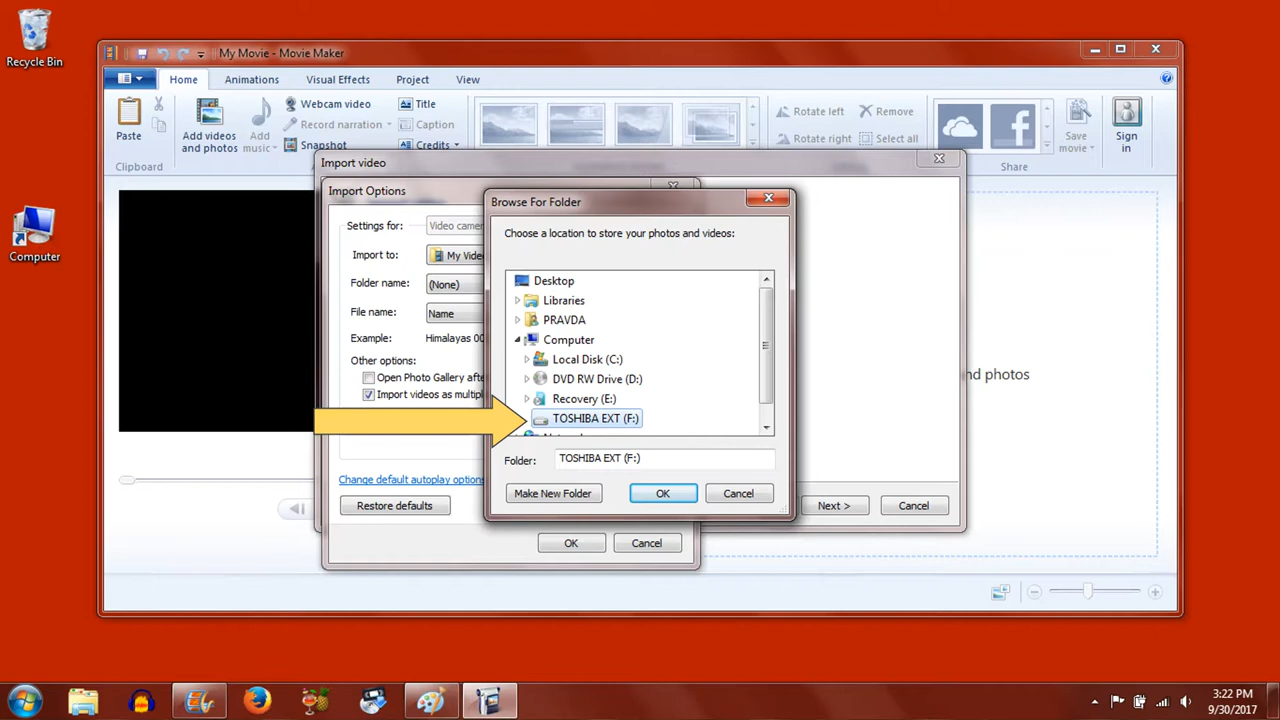 Recycle Bin
Computer
My Movie - Movie Maker
Home
Animations
Visual Effects
Project
View
Paste
Clipboard
Add videos
and photos
Add
music
Webcam video
Record narration
Snapshot
Title
Caption
Credits
Rotate left
Remove
Rotate right
Select all
Share
Save
movie
Sign
in
Import video
Import Options
Settings for:
Video camer
Import to:
My Vide
Folder name:
(None)
File name:
Name
Example:
Himalayas 00
Other options:
Open Photo Gallery after
Import videos as multipl
Change default autoplay options
Restore defaults
OK
Cancel
Browse For Folder
Choose a location to store your photos and videos:
Desktop
Libraries
PRAVDA
Computer
Local Disk (C:)
DVD RW Drive (D:)
Recovery (E:)
TOSHIBA EXT (F:)
Folder:
TOSHIBA EXT (F:)
Make New Folder
OK
Cancel
Next >
Cancel
nd photos
3:22 PM
9/30/2017